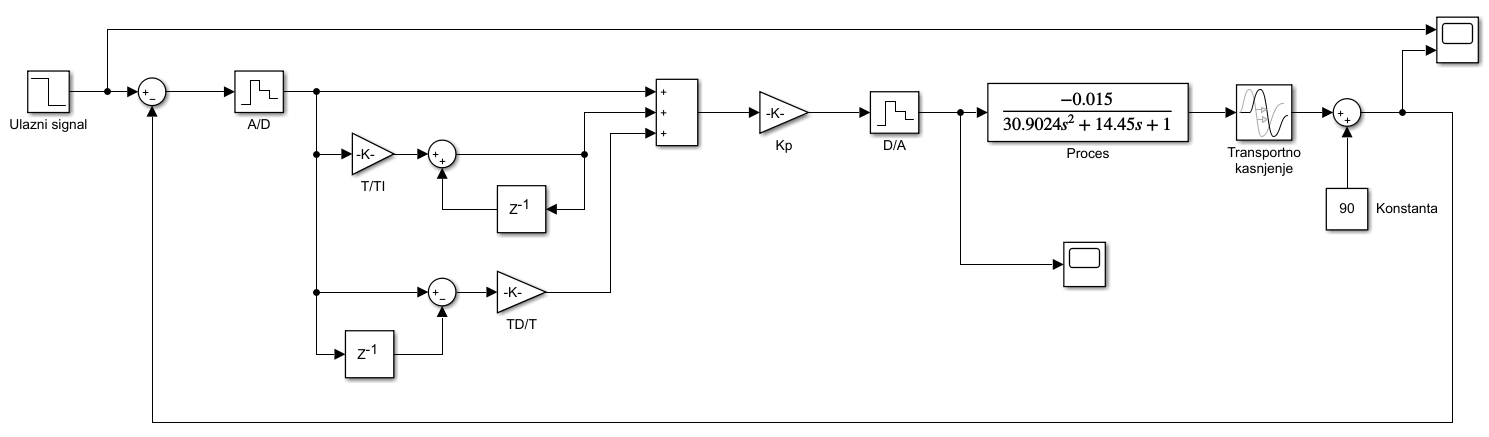 Ulazni signal
+
−
A/D
-K-
T/TI
+
+
Z-1
+
−
-K-
TD/T
Z-1
+
+
+
-K-
Kp
D/A
−0.015
30.9024s² + 14.45s + 1
Proces
Transportno
kasnjenje
+
+
90
Konstanta